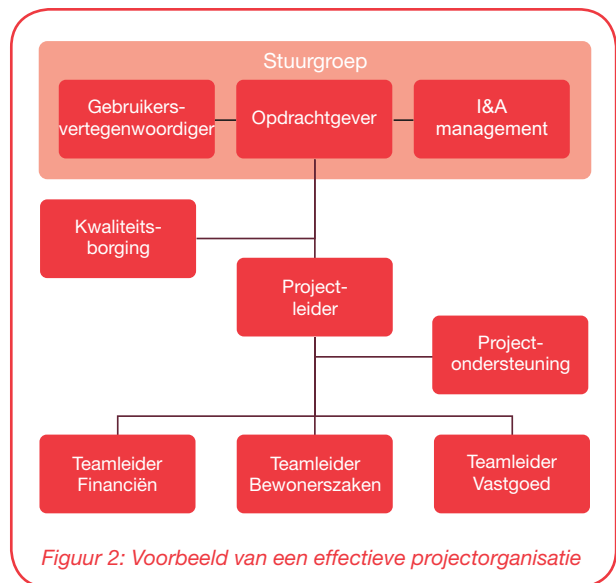 Stuurgroep
Gebruikers-
vertegenwoordiger
Opdrachtgever
I&A
management
Kwaliteits-
borging
Project-
leider
Project-
ondersteuning
Teamleider
Financiën
Teamleider
Bewonerszaken
Teamleider
Vastgoed
Figuur 2: Voorbeeld van een effectieve projectorganisatie